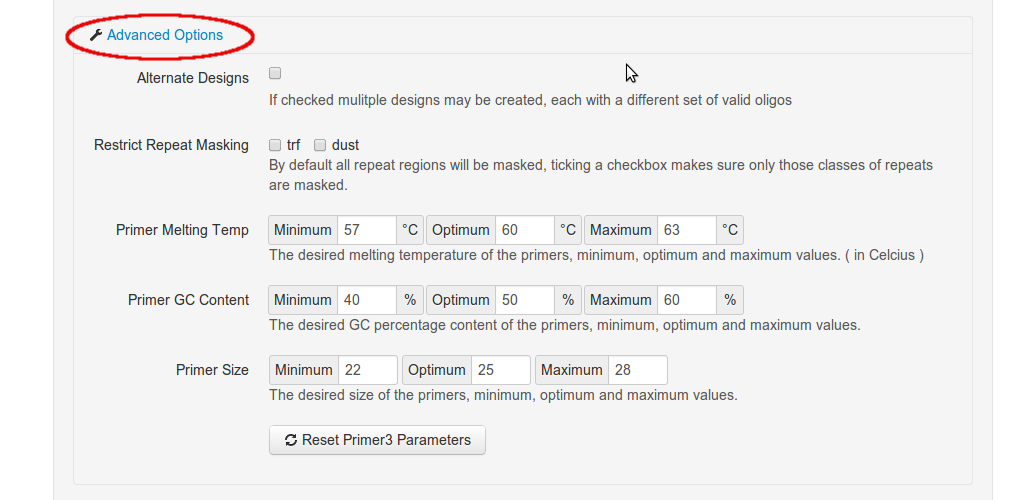 Advanced Options
Alternate Designs
If checked mulitple designs may be created, each with a different set of valid oligos
Restrict Repeat Masking trf dust
By default all repeat regions will be masked, ticking a checkbox makes sure only those classes of repeats
are masked.
Primer Melting Temp Minimum 57 °C Optimum 60 °C Maximum 63 °C
The desired melting temperature of the primers, minimum, optimum and maximum values. ( in Celcius )
Primer GC Content Minimum 40 % Optimum 50 % Maximum 60 %
The desired GC percentage content of the primers, minimum, optimum and maximum values.
Primer Size Minimum 22 Optimum 25 Maximum 28
The desired size of the primers, minimum, optimum and maximum values.
Reset Primer3 Parameters